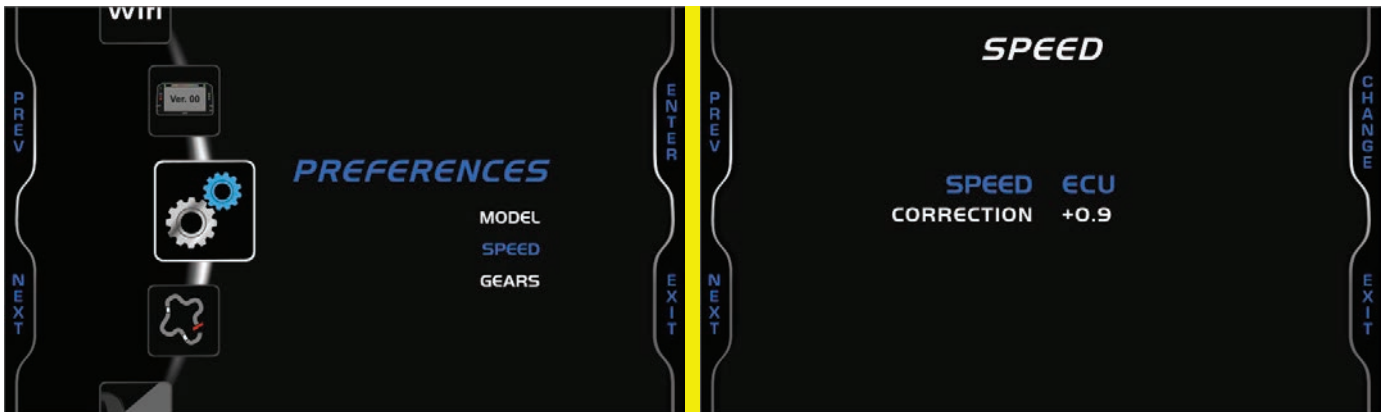 WiFi
Ver. 00
PREV
ENTER
PREFERENCES
MODEL
SPEED
GEARS
NEXT
EXIT
SPEED
PREV
CHANGE
SPEED ECU
CORRECTION +0.9
NEXT
EXIT